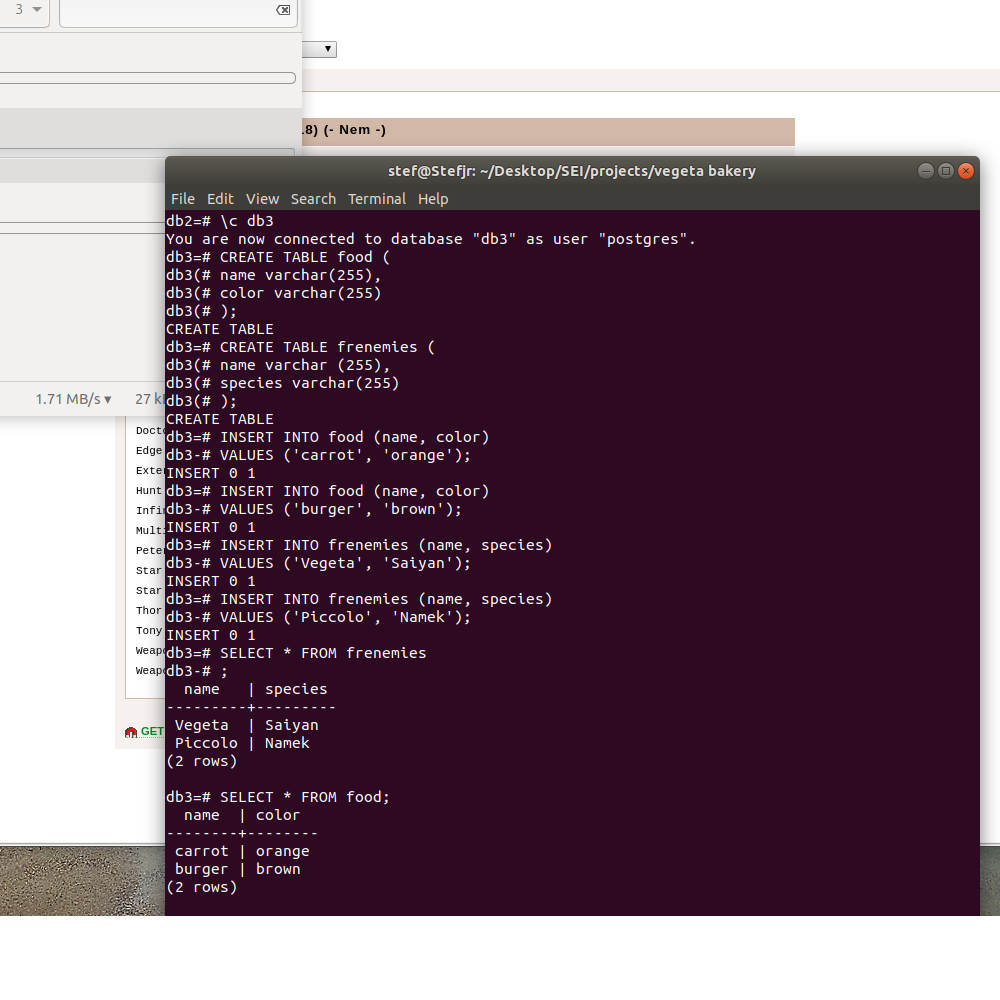 3
.8) (- Nem -)
stef@Stefjr: ~/Desktop/SEI/projects/vegeta bakery
File Edit View Search Terminal Help
db2=# \c db3
You are now connected to database "db3" as user "postgres".
db3=# CREATE TABLE food (
db3(# name varchar(255),
db3(# color varchar(255)
db3(# );
CREATE TABLE
db3=# CREATE TABLE frenemies (
db3(# name varchar (255),
db3(# species varchar(255)
db3(# );
CREATE TABLE
db3=# INSERT INTO food (name, color)
db3-# VALUES ('carrot', 'orange');
INSERT 0 1
db3=# INSERT INTO food (name, color)
db3-# VALUES ('burger', 'brown');
INSERT 0 1
db3=# INSERT INTO frenemies (name, species)
db3-# VALUES ('Vegeta', 'Saiyan');
INSERT 0 1
db3=# INSERT INTO frenemies (name, species)
db3-# VALUES ('Piccolo', 'Namek');
INSERT 0 1
db3=# SELECT * FROM frenemies
db3-# ;
name | species
---------+---------
Vegeta | Saiyan
Piccolo | Namek
(2 rows)
db3=# SELECT * FROM food;
name | color
--------+--------
carrot | orange
burger | brown
(2 rows)
1.71 MB/s ▾ 27 k
Docto
Edge
Exter
Hunt
Infin
Multi
Peter
Star
Star
Thor
Tony
Weapo
Weapo
GET